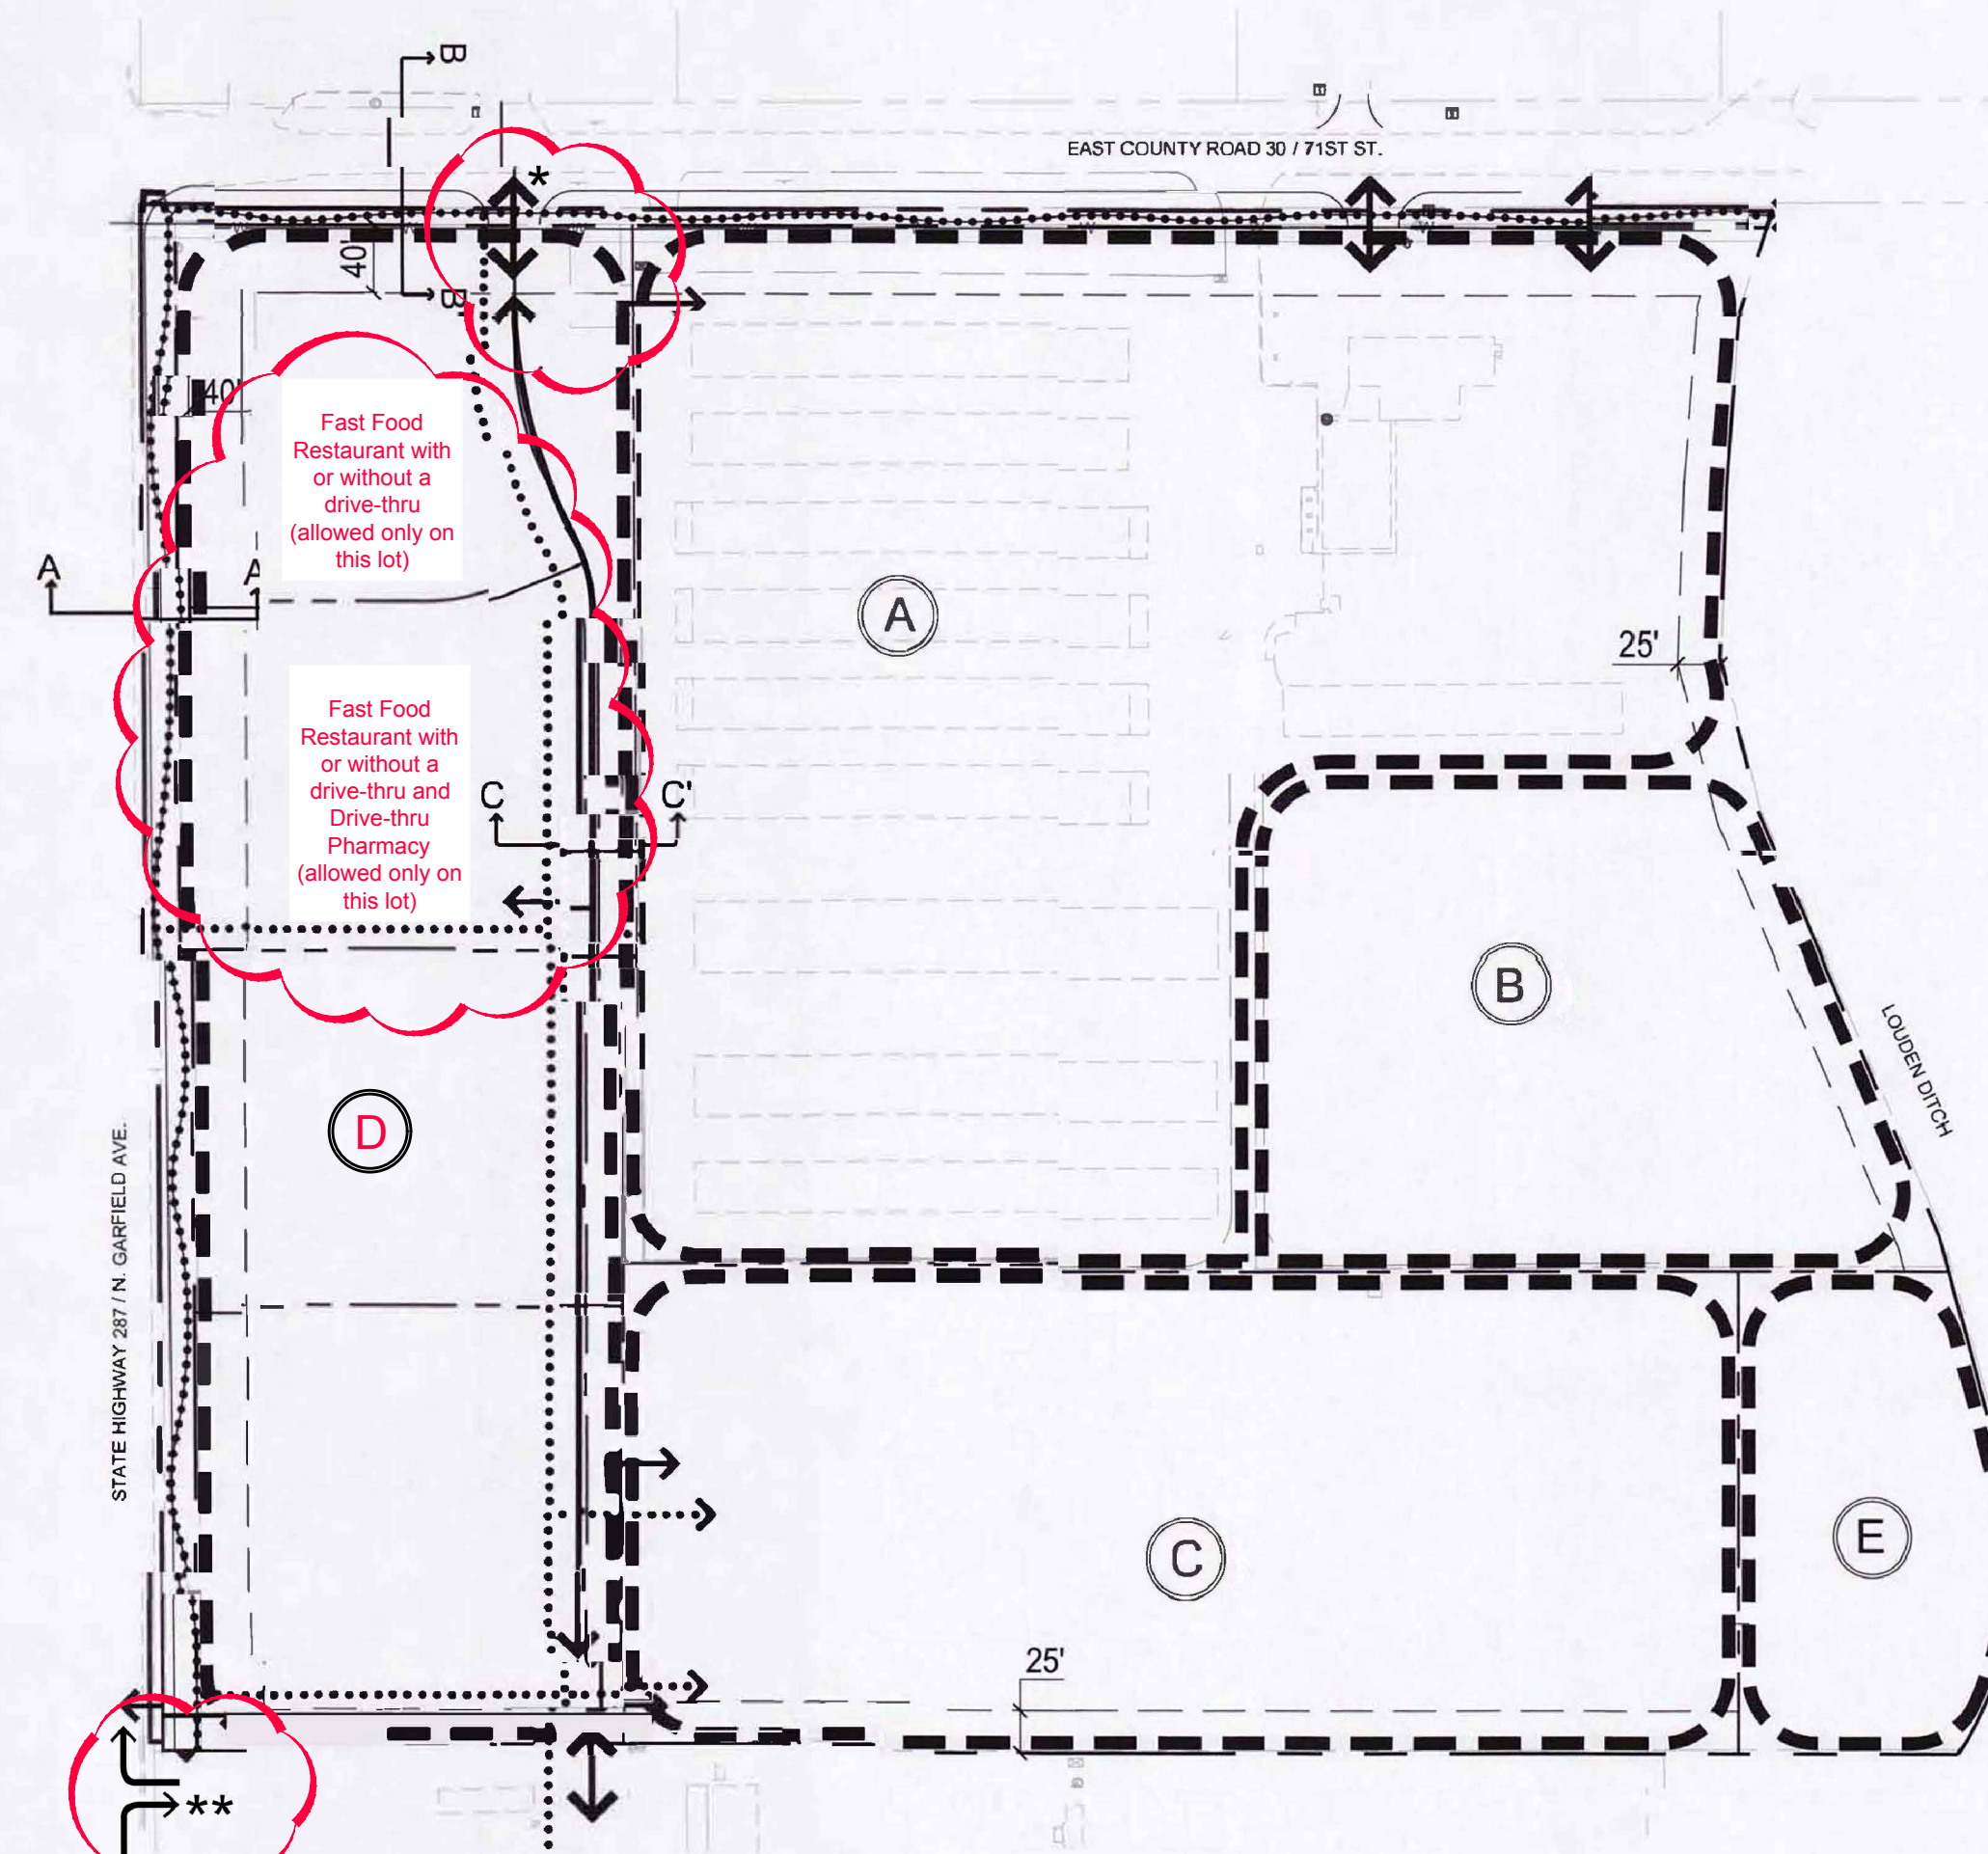 B
EAST COUNTY ROAD 30 / 71ST ST.
*
40'
B'
40'
Fast Food
Restaurant with
or without a
drive-thru
(allowed only on
this lot)
A
A
A
25'
Fast Food
Restaurant with
or without a
drive-thru and
Drive-thru
Pharmacy
(allowed only on
this lot)
C
C'
B
LOUDEN DITCH
D
STATE HIGHWAY 287 / N. GARFIELD AVE.
C
E
25'
**